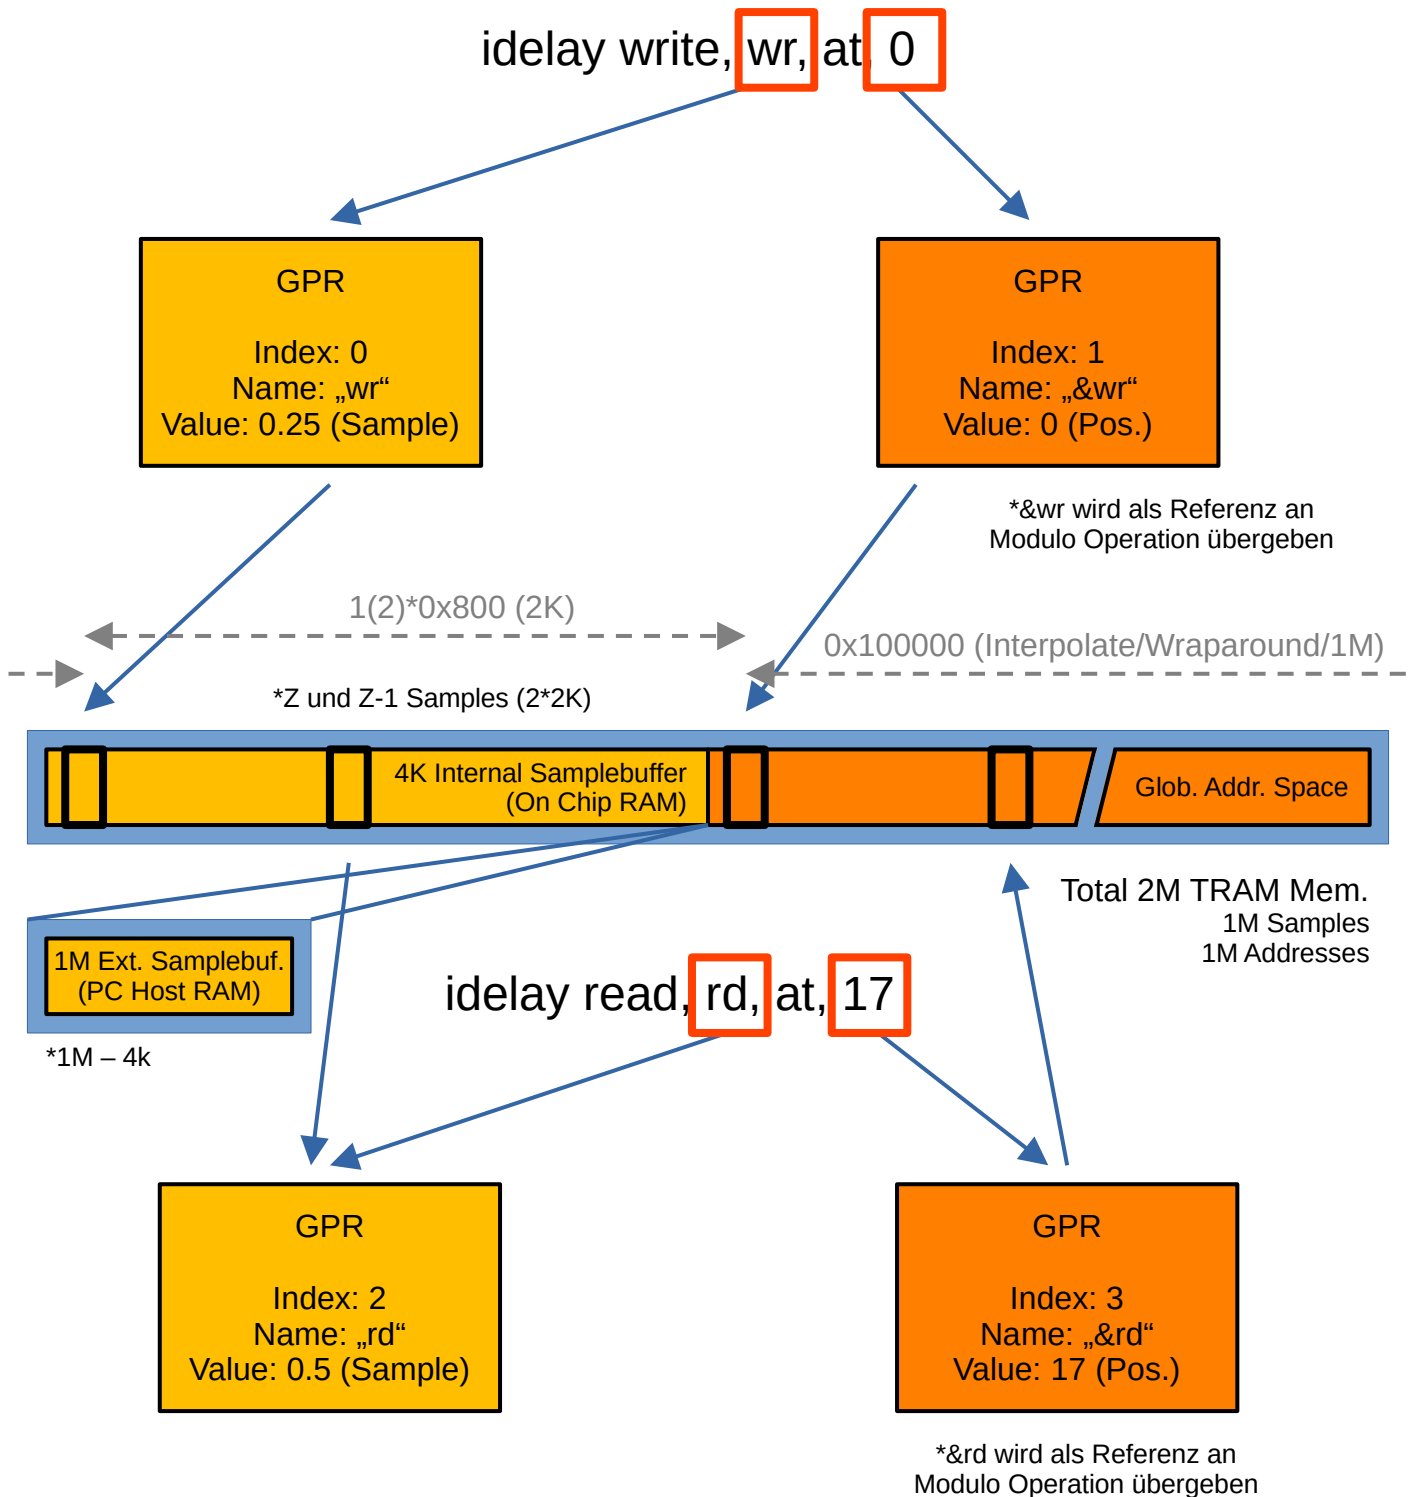 idelay write, wr, at, 0
GPR
Index: 0
Name: „wr“
Value: 0.25 (Sample)
GPR
Index: 1
Name: „&wr“
Value: 0 (Pos.)
*&wr wird als Referenz an
Modulo Operation übergeben
1(2)*0x800 (2K)
0x100000 (Interpolate/Wraparound/1M)
*Z und Z-1 Samples (2*2K)
4K Internal Samplebuffer
(On Chip RAM)
Glob. Addr. Space
Total 2M TRAM Mem.
1M Samples
1M Addresses
1M Ext. Samplebuf.
(PC Host RAM)
*1M – 4k
idelay read, rd, at, 17
GPR
Index: 2
Name: „rd“
Value: 0.5 (Sample)
GPR
Index: 3
Name: „&rd“
Value: 17 (Pos.)
*&rd wird als Referenz an
Modulo Operation übergeben